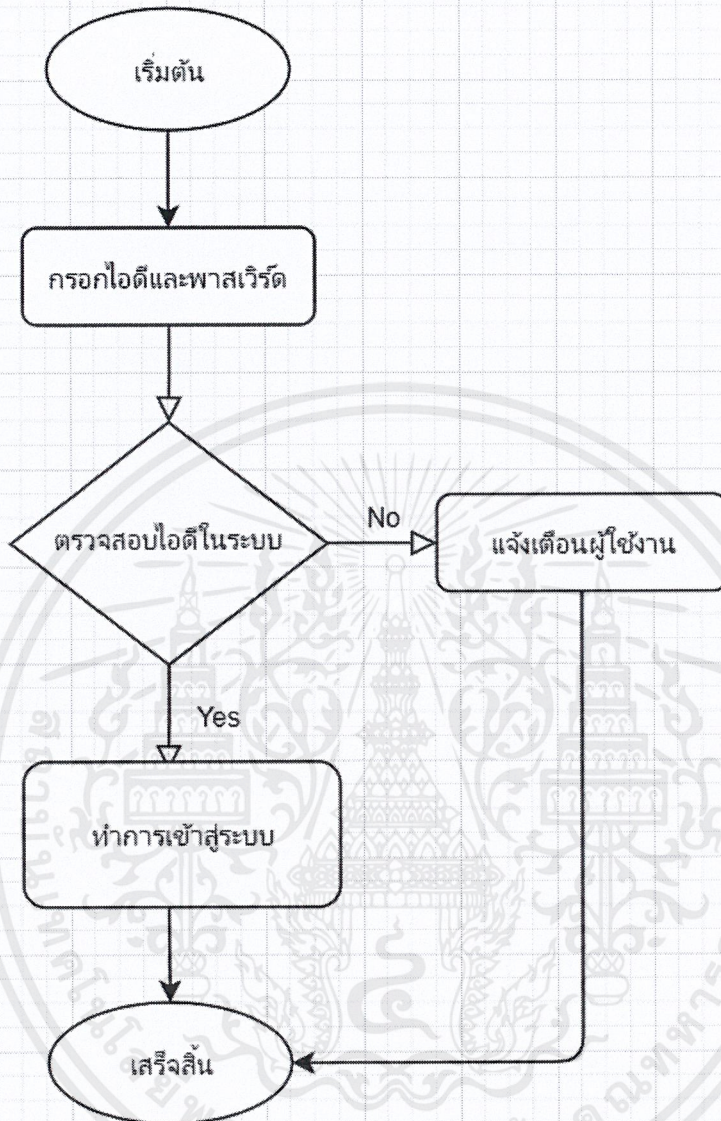 เริ่มต้น
กรอกไอดีและพาสเวิร์ด
ตรวจสอบไอดีในระบบ
No
แจ้งเตือนผู้ใช้งาน
Yes
ทำการเข้าสู่ระบบ
เสร็จสิ้น